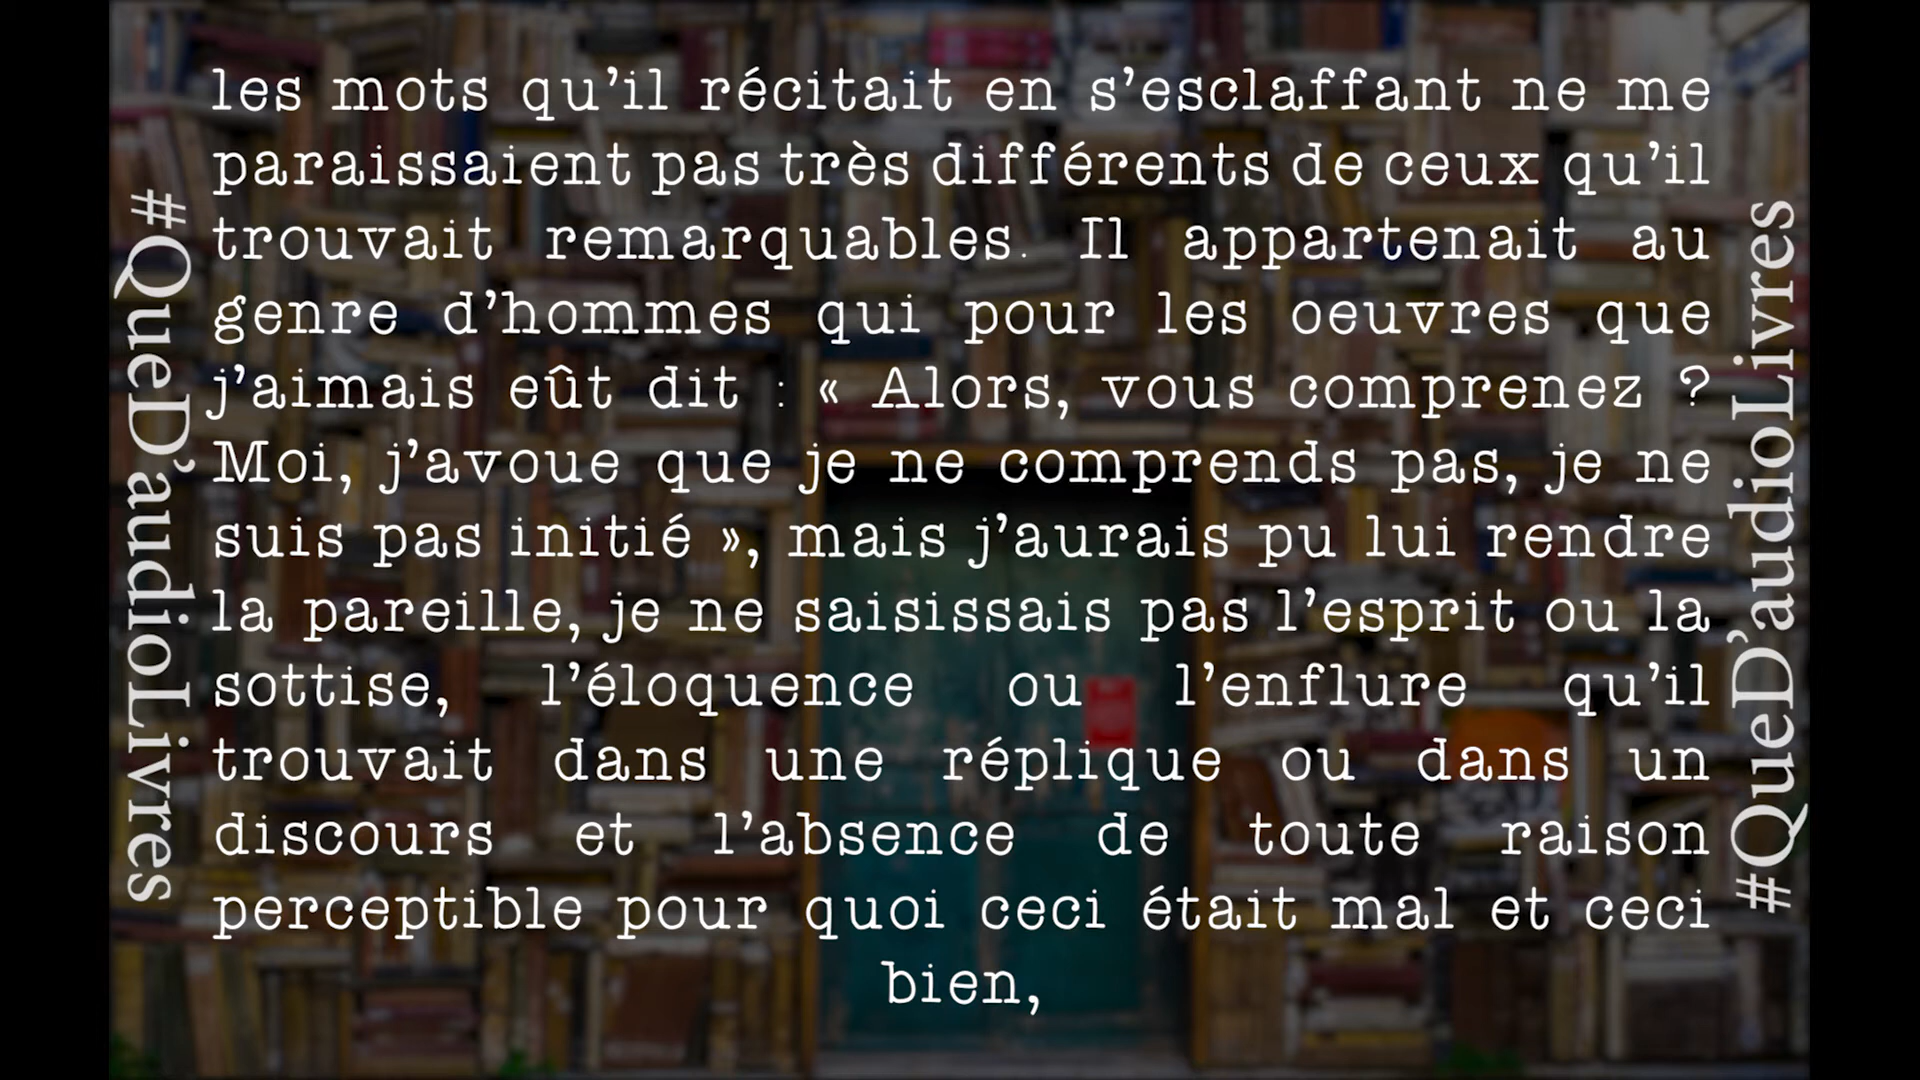 les mots qu’il récitait en s’esclaffant ne me
paraissaient pas très différents de ceux qu’il
trouvait remarquables. Il appartenait au
genre d’hommes qui pour les oeuvres que
j’aimais eût dit : « Alors, vous comprenez ?
Moi, j’avoue que je ne comprends pas, je ne
suis pas initié », mais j’aurais pu lui rendre
la pareille, je ne saisissais pas l’esprit ou la
sottise, l’éloquence ou l’enflure qu’il
trouvait dans une réplique ou dans un
discours et l’absence de toute raison
perceptible pour quoi ceci était mal et ceci
bien,
#QueD’audioLivres
#QueD’audioLivres